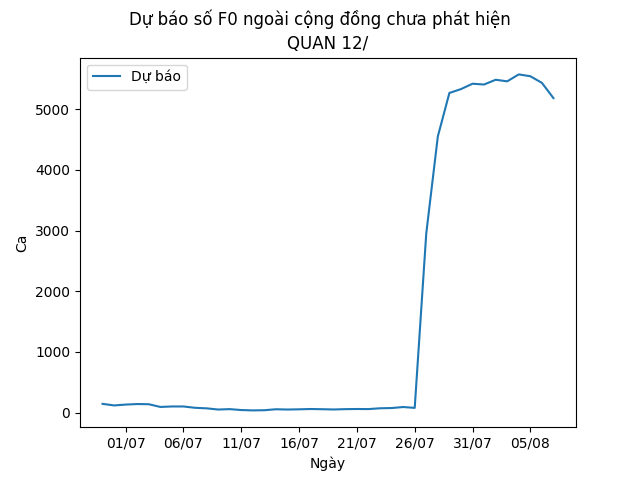 Dự báo số F0 ngoài cộng đồng chưa phát hiện
QUAN 12/
Dự báo
Ca
5000
4000
3000
2000
1000
0
01/07 06/07 11/07 16/07 21/07 26/07 31/07 05/08
Ngày